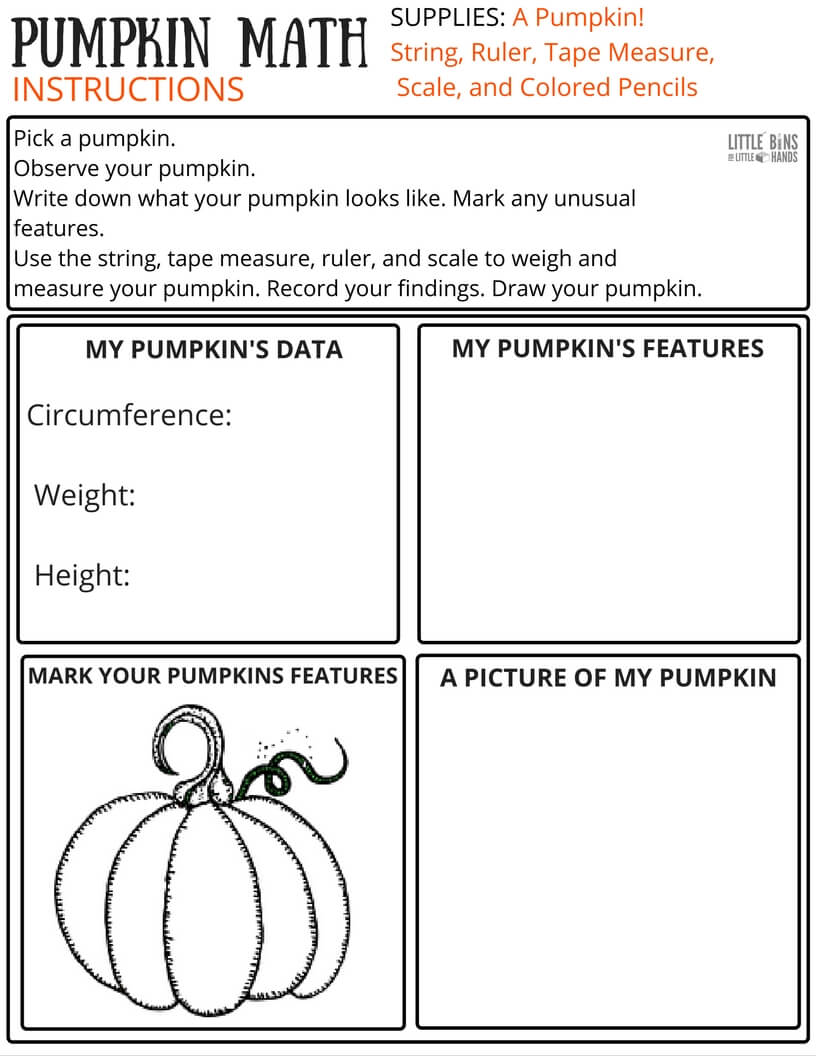 PUMPKIN MATH
INSTRUCTIONS
SUPPLIES: A Pumpkin!
String, Ruler, Tape Measure,
Scale, and Colored Pencils
Pick a pumpkin.
Observe your pumpkin.
Write down what your pumpkin looks like. Mark any unusual
features.
Use the string, tape measure, ruler, and scale to weigh and
measure your pumpkin. Record your findings. Draw your pumpkin.
LITTLE BiNS
LITTLE HANDS
MY PUMPKIN'S DATA
Circumference:
Weight:
Height:
MY PUMPKIN'S FEATURES
MARK YOUR PUMPKINS FEATURES
A PICTURE OF MY PUMPKIN